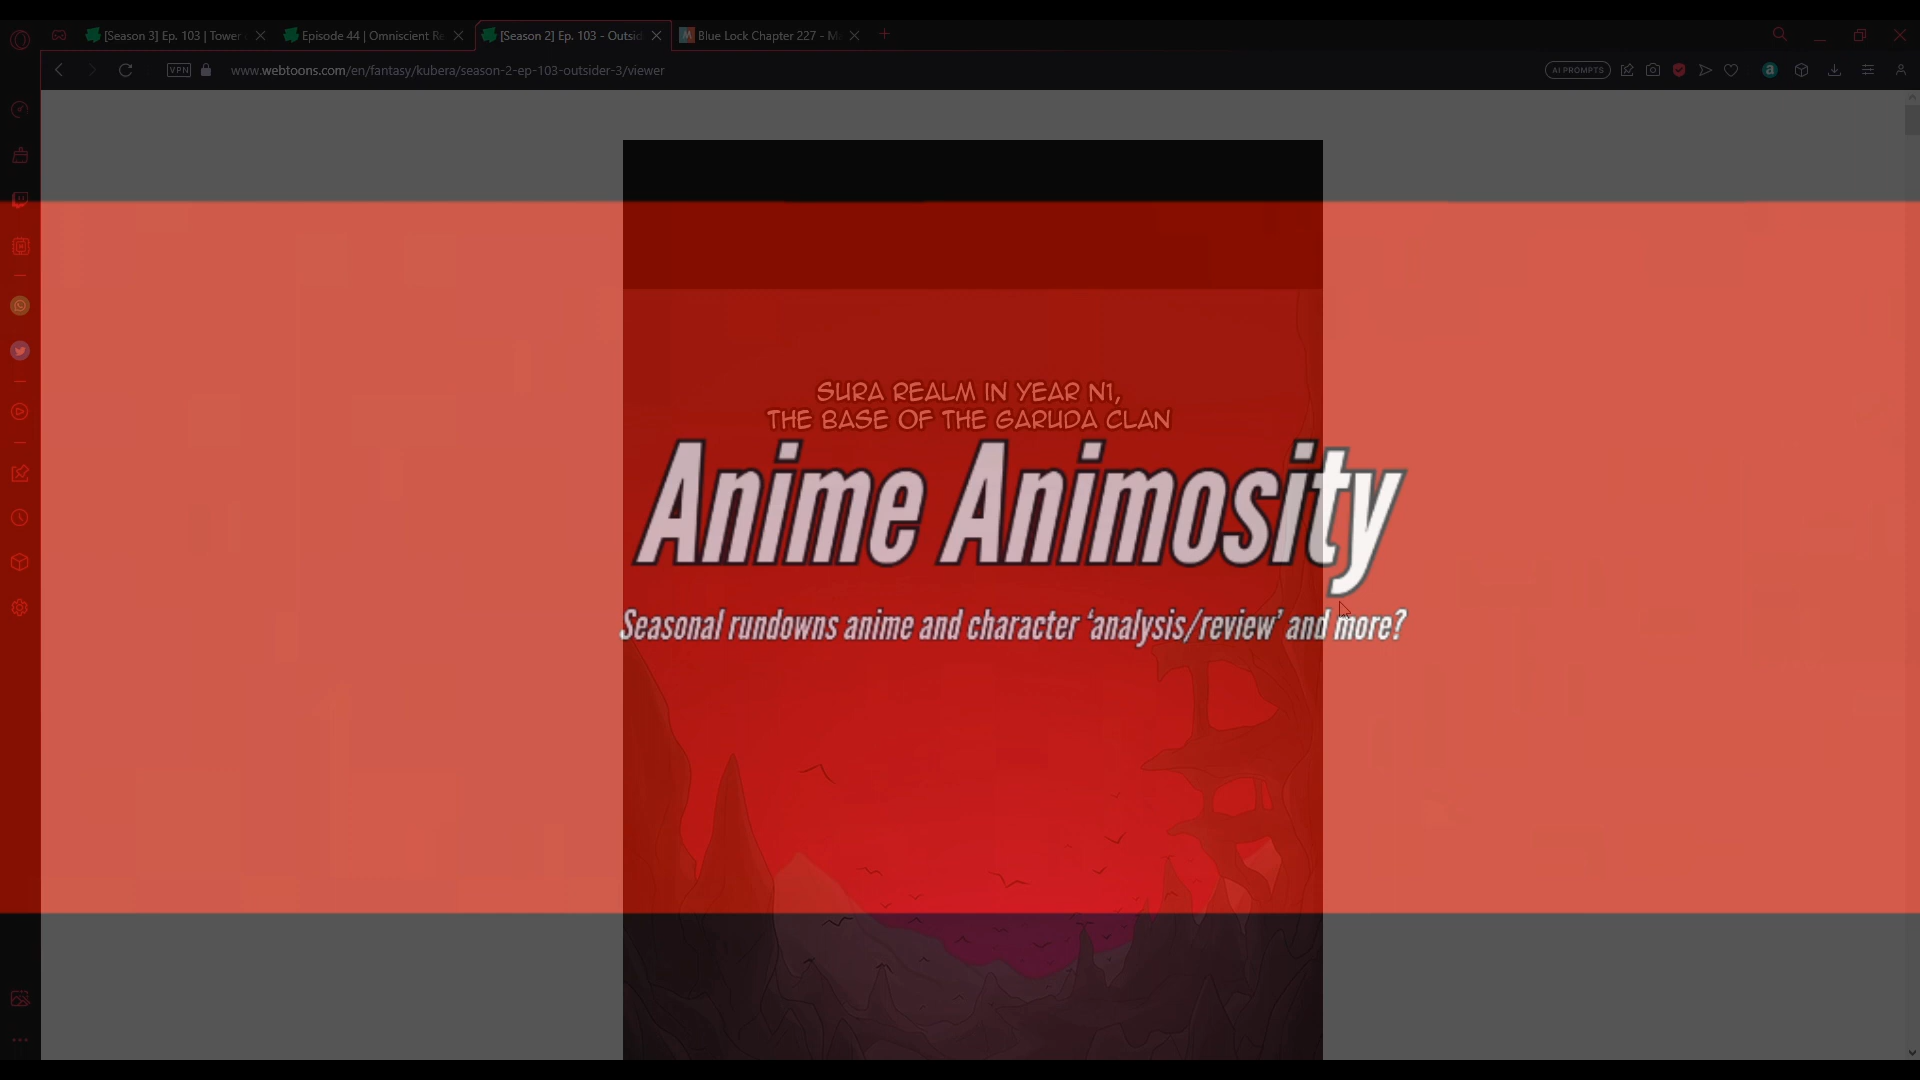 [Season 3] Ep. 103 | Tower
Episode 44 | Omniscient Re
[Season 2] Ep. 103 - Outsid
Blue Lock Chapter 227 - M
VPN
www.webtoons.com/en/fantasy/kubera/season-2-ep-103-outsider-3/viewer
AI PROMPTS
a
SURA REALM IN YEAR N1,
THE BASE OF THE GARUDA CLAN
Anime Animosity
Seasonal rundowns anime and character ‘analysis/review’ and more?